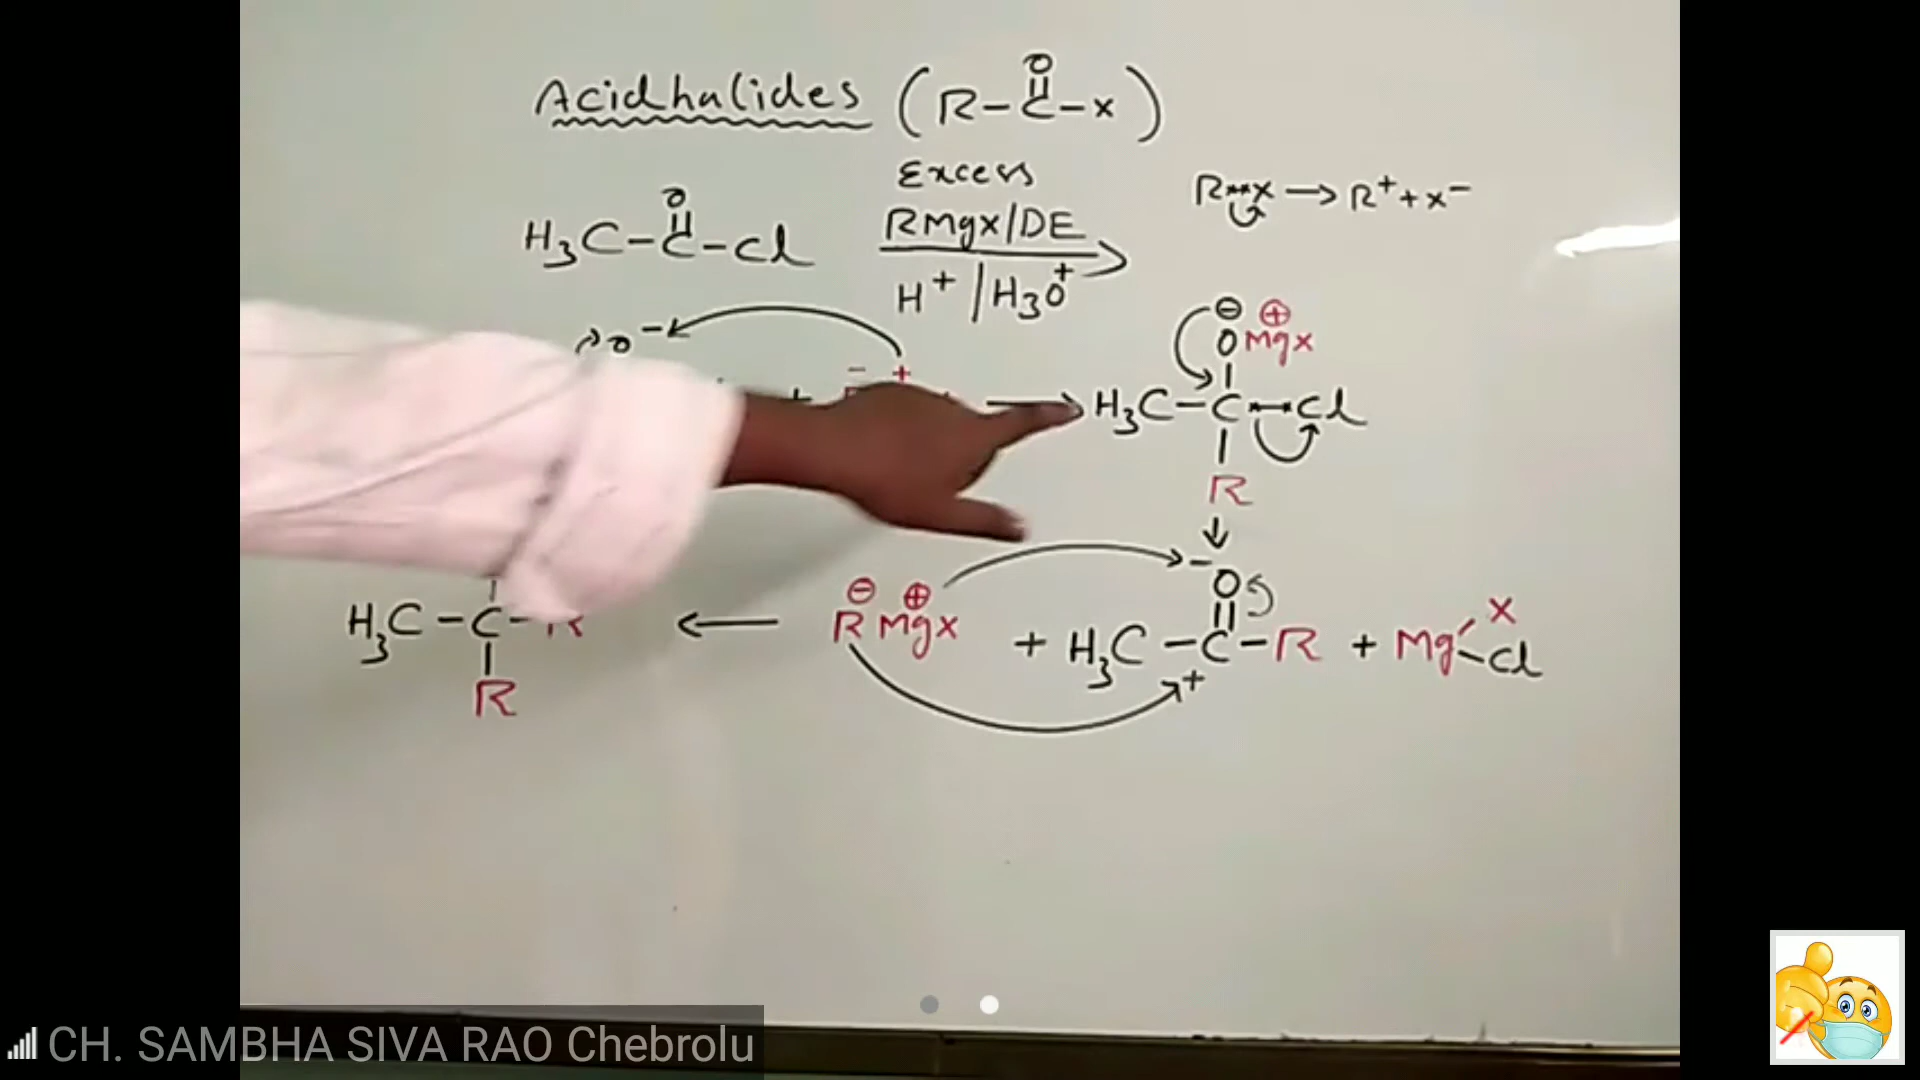 Acidhalides (R-C-x)
O
Excess
H3C-C-Cl
O
RMgx/DE
H+/H3O+
R••x → R+ + x-
O-
- +
+
→ H3C-C••Cl
⊖ ⊕
O Mgx
R
H3C-C-R
R
←
⊖ ⊕
R Mgx
+ H3C-C-R + Mg
-
O
+
x
Cl
CH. SAMBHA SIVA RAO Chebrolu